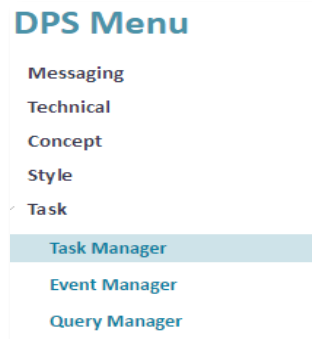 DPS Menu
Messaging
Technical
Concept
Style
Task
Task Manager
Event Manager
Query Manager